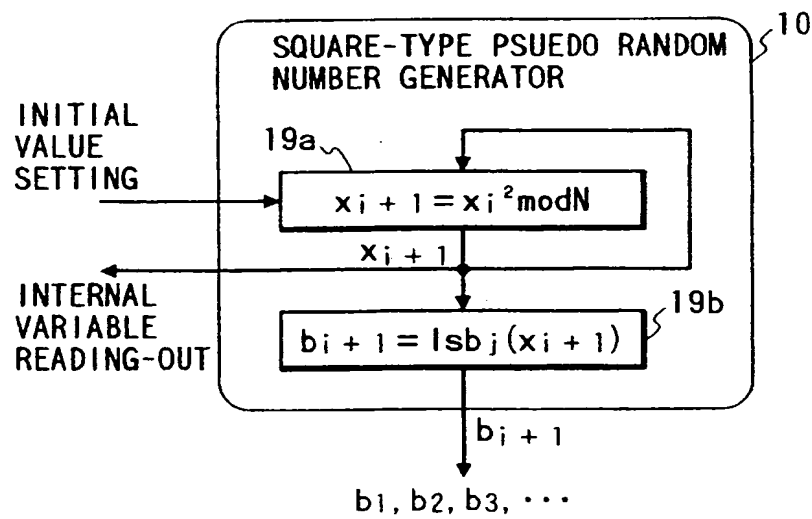 10
SQUARE-TYPE PSUEDO RANDOM
NUMBER GENERATOR
INITIAL
VALUE
SETTING
19a
xi+1=xi²modN
xi+1
INTERNAL
VARIABLE
READING-OUT
19b
bi+1=lsbj(xi+1)
bi+1
b1, b2, b3, ···